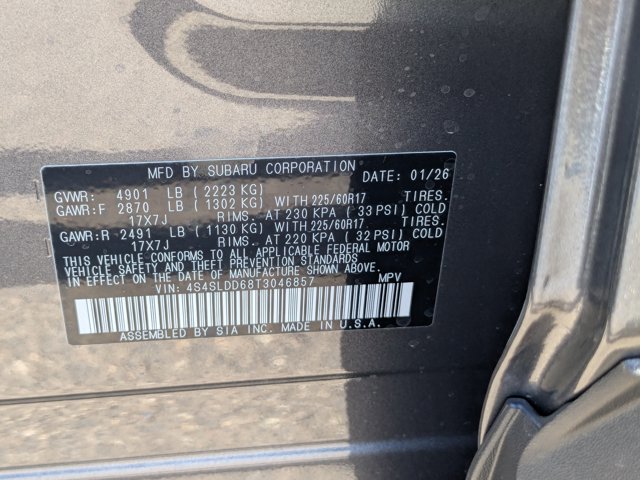 MFD BY SUBARU CORPORATION DATE: 01/26
GVWR: 4901 LB (2223 KG)
GAWR:F 2870 LB (1302 KG) WITH 225/60R17 TIRES.
17X7J RIMS. AT 230 KPA (33 PSI) COLD
GAWR:R 2491 LB (1130 KG) WITH 225/60R17 TIRES.
17X7J RIMS. AT 220 KPA (32 PSI) COLD
THIS VEHICLE CONFORMS TO ALL APPLICABLE FEDERAL MOTOR
VEHICLE SAFETY AND THEFT PREVENTION STANDARDS
IN EFFECT ON THE DATE OF MANUFACTURE SHOWN ABOVE.
VIN: 4S4SLDD68T3046857 MPV
ASSEMBLED BY SIA INC. MADE IN U.S.A.